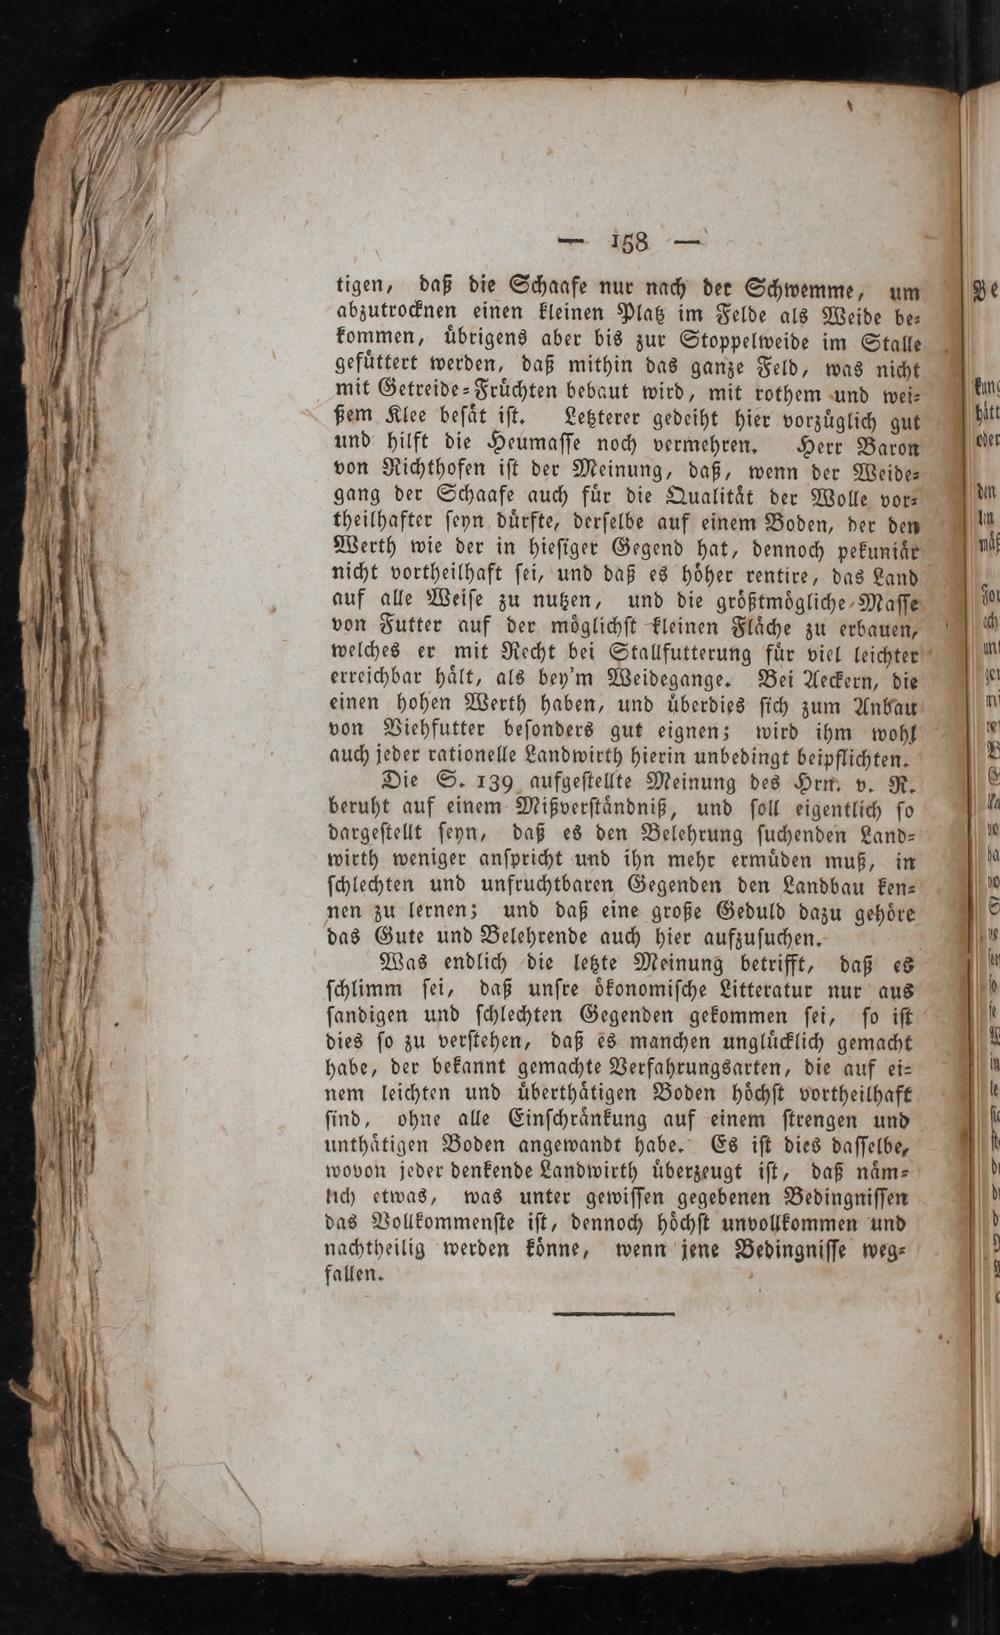 — 158 —
tigen, daß die Schaafe nur nach der Schwemme, um
abzutrocknen einen kleinen Platz im Felde als Weide be-
kommen, übrigens aber bis zur Stoppelweide im Stalle
gefüttert werden, daß mithin das ganze Feld, was nicht
mit Getreide-Früchten bebaut wird, mit rothem und wei-
ßem Klee besät ist. Letzterer gedeiht hier vorzüglich gut
und hilft die Heumasse noch vermehren. Herr Baron
von Richthofen ist der Meinung, daß, wenn der Weide-
gang der Schaafe auch für die Qualität der Wolle vor-
theilhafter seyn dürfte, derselbe auf einem Boden, der den
Werth wie der in hiesiger Gegend hat, dennoch pekuniär
nicht vortheilhaft sei, und daß es höher rentire, das Land
auf alle Weise zu nutzen, und die größtmögliche Masse
von Futter auf der möglichst kleinen Fläche zu erbauen,
welches er mit Recht bei Stallfutterung für viel leichter
erreichbar hält, als bey'm Weidegange. Bei Aeckern, die
einen hohen Werth haben, und überdies sich zum Anbau
von Viehfutter besonders gut eignen; wird ihm wohl
auch jeder rationelle Landwirth hierin unbedingt beipflichten.
Die S. 139 aufgestellte Meinung des Hrn. v. R.
beruht auf einem Mißverständniß, und soll eigentlich so
dargestellt seyn, daß es den Belehrung suchenden Land-
wirth weniger anspricht und ihn mehr ermüden muß, in
schlechten und unfruchtbaren Gegenden den Landbau ken-
nen zu lernen; und daß eine große Geduld dazu gehöre
das Gute und Belehrende auch hier aufzusuchen.
Was endlich die letzte Meinung betrifft, daß es
schlimm sei, daß unsre ökonomische Litteratur nur aus
sandigen und schlechten Gegenden gekommen sei, so ist
dies so zu verstehen, daß es manchen unglücklich gemacht
habe, der bekannt gemachte Verfahrungsarten, die auf ei-
nem leichten und überthätigen Boden höchst vortheilhaft
sind, ohne alle Einschränkung auf einem strengen und
unthätigen Boden angewandt habe. Es ist dies dasselbe,
wovon jeder denkende Landwirth überzeugt ist, daß näm-
lich etwas, was unter gewissen gegebenen Bedingnissen
das Vollkommenste ist, dennoch höchst unvollkommen und
nachtheilig werden könne, wenn jene Bedingnisse weg-
fallen.